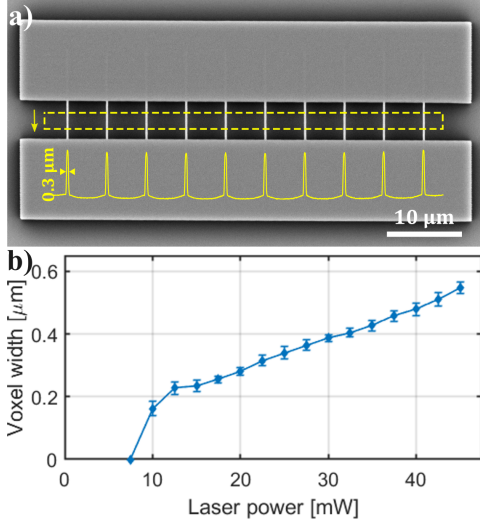 a)
0.3 μm
10 μm
b)
Voxel width [μm]
0.6
0.4
0.2
0
0 10 20 30 40
Laser power [mW]